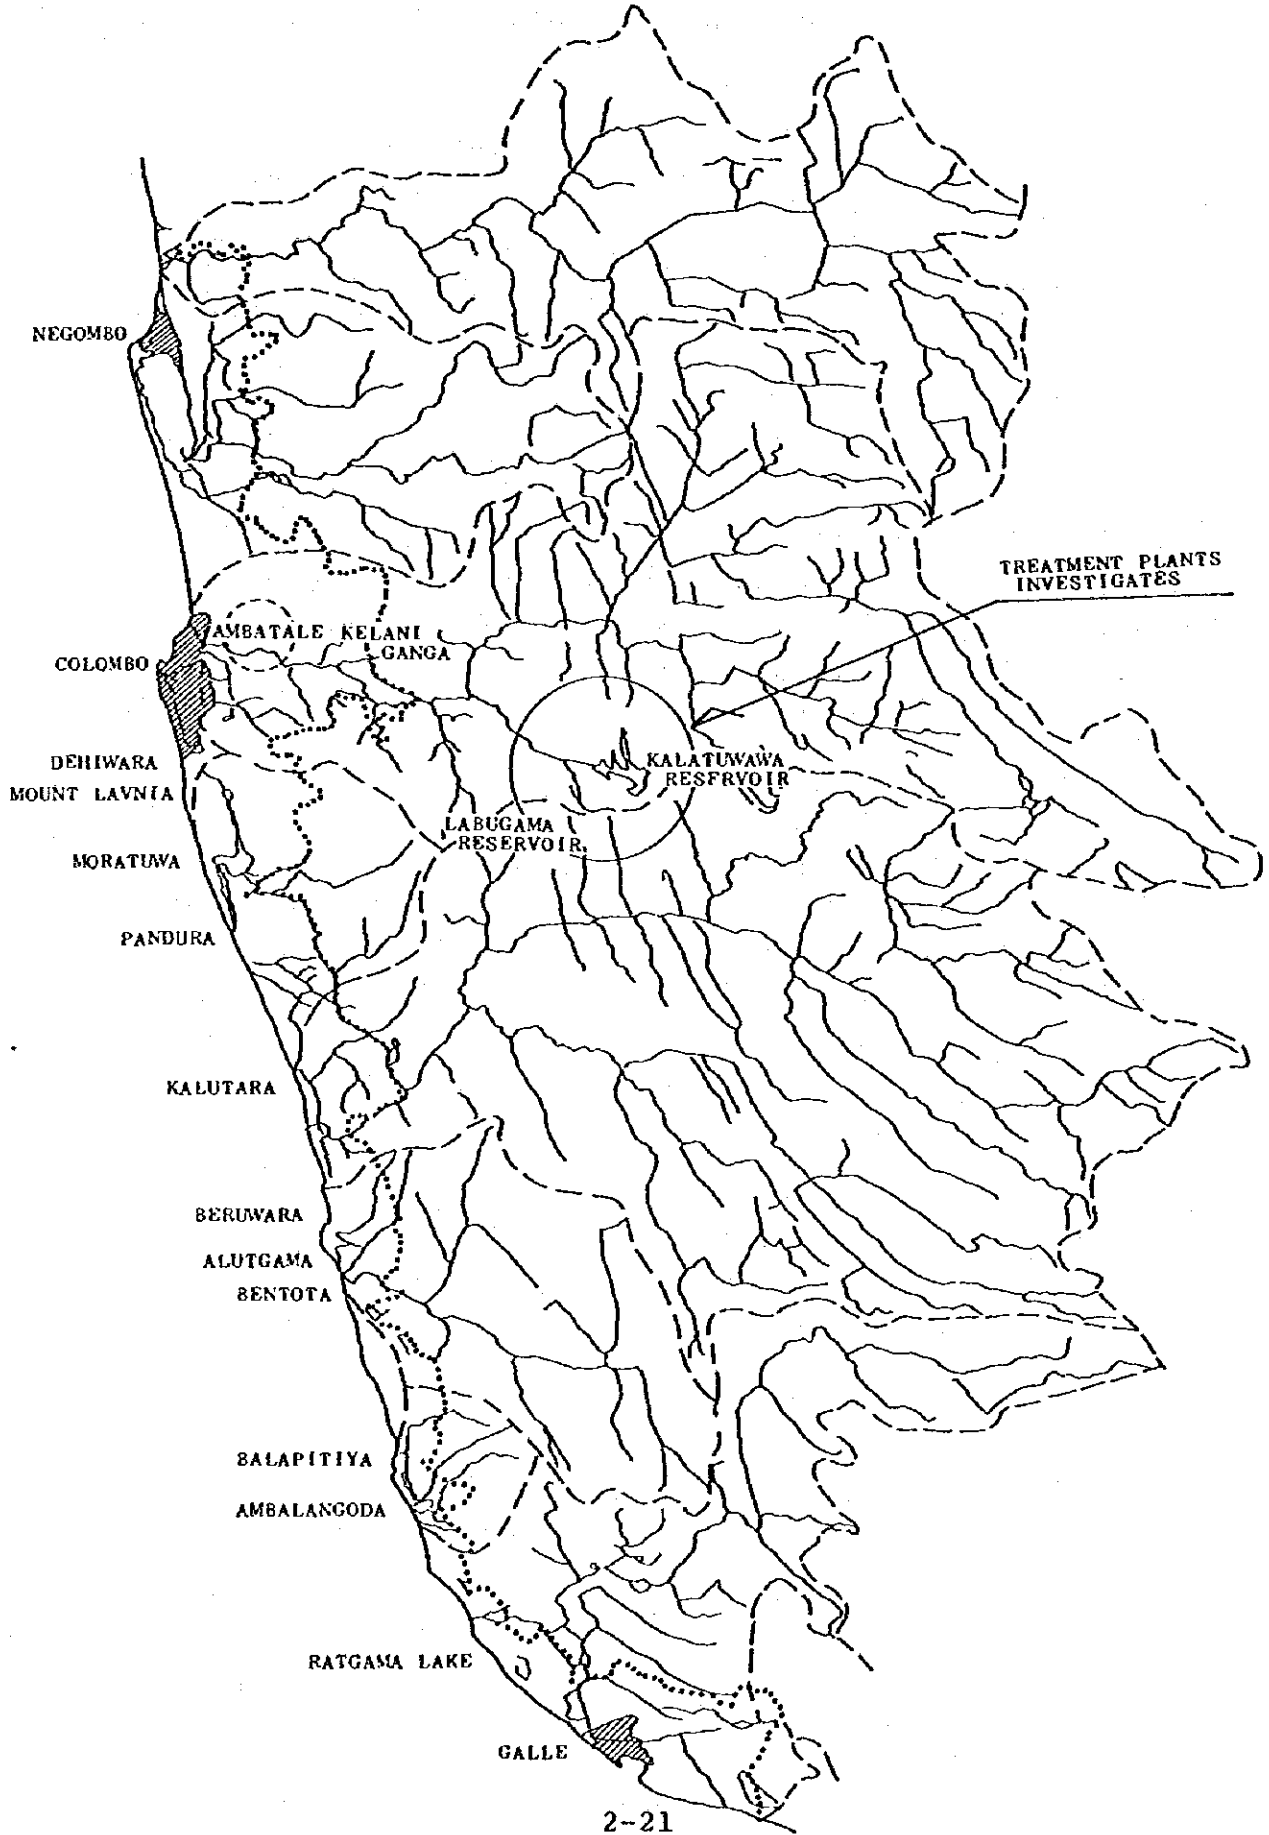 NEGOMBO
TREATMENT PLANTS
INVESTIGATES
AMBATALE KELANI
GANGA
COLOMBO
DEHIWARA
MOUNT LAVNIA
KALATUWAWA
RESERVOIR
LABUGAMA
RESERVOIR
MORATUWA
PANDURA
KALUTARA
BERUWARA
ALUTGAMA
BENTOTA
BALAPITIYA
AMBALANGODA
RATGAMA LAKE
GALLE
2-21